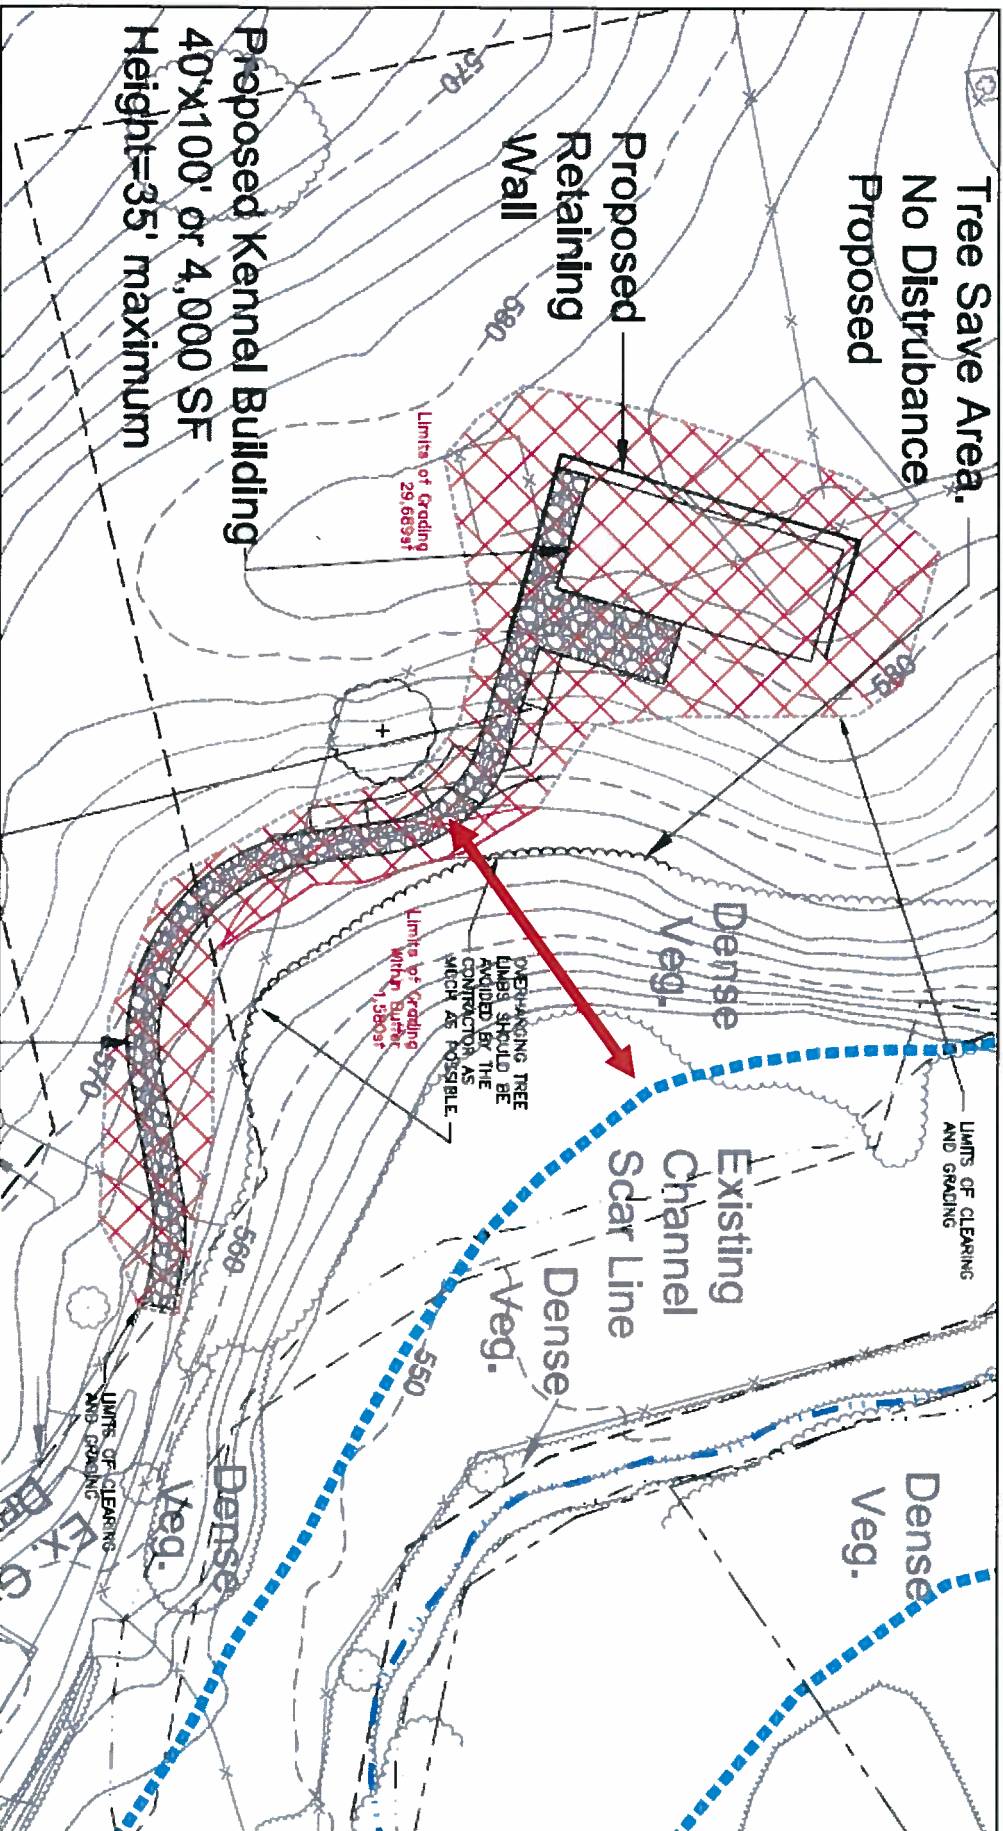 Tree Save Area.
No Distrubance
Proposed
Proposed
Retaining
Wall
Proposed Kennel Building
40'x100' or 4,000 SF
Height=35' maximum
570
580
580
Limits of Grading
29,689sf
Dense
Veg.
OVERHANGING TREE
LIMBS SHOULD BE
AVOIDED BY THE
CONTRACTOR AS
MUCH AS POSSIBLE.
Limits of Grading
Within Buffer
1,580sf
LIMITS OF CLEARING
AND GRADING
Existing
Channel
Scar Line
Dense
Veg.
570
560
550
LIMITS OF CLEARING
AND GRADING
Dense
Veg.
Dense
Veg.
EX.